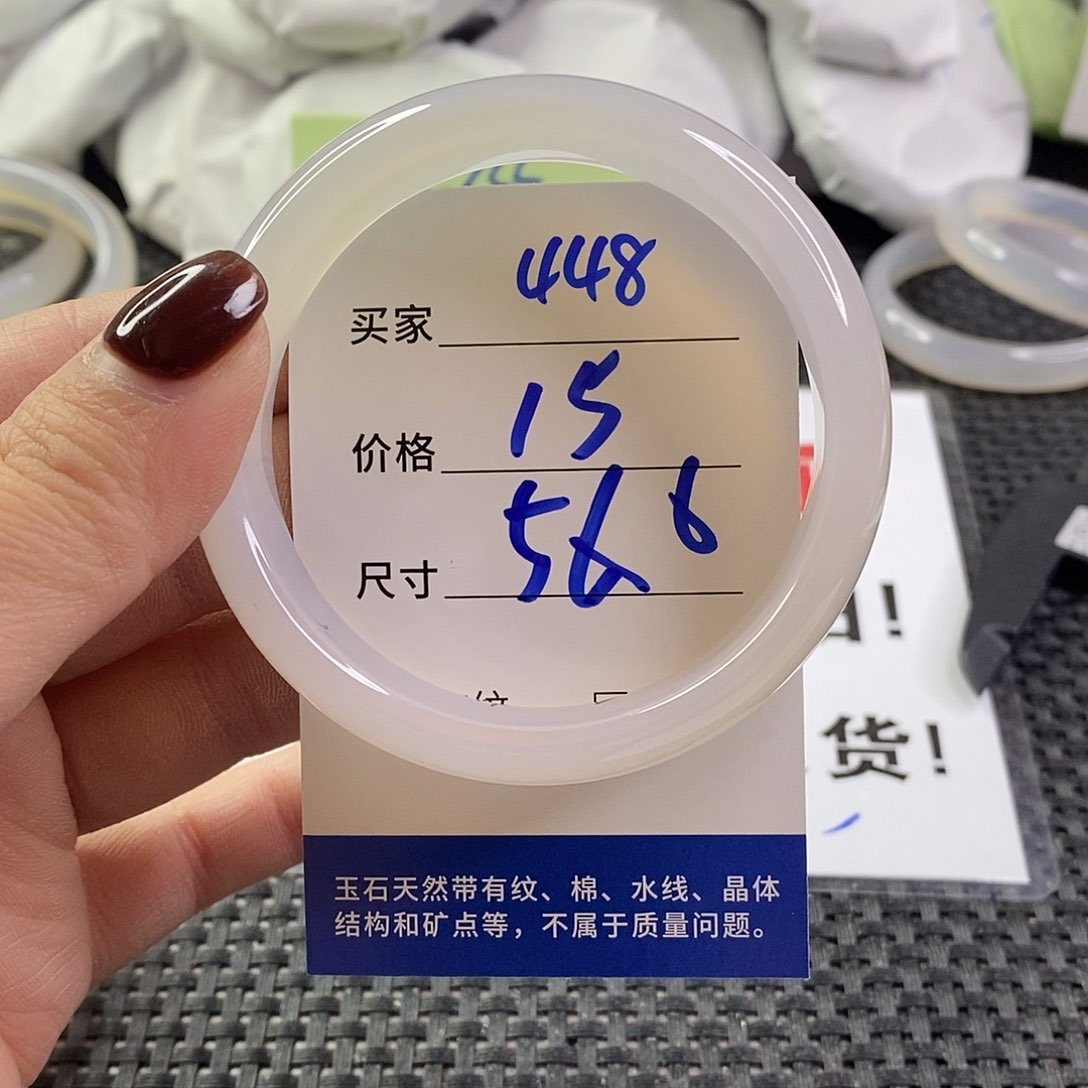 448
买家
15
价格
56 6
尺寸
纹
玉石天然带有纹、棉、水线、晶体
结构和矿点等，不属于质量问题。
!
货!